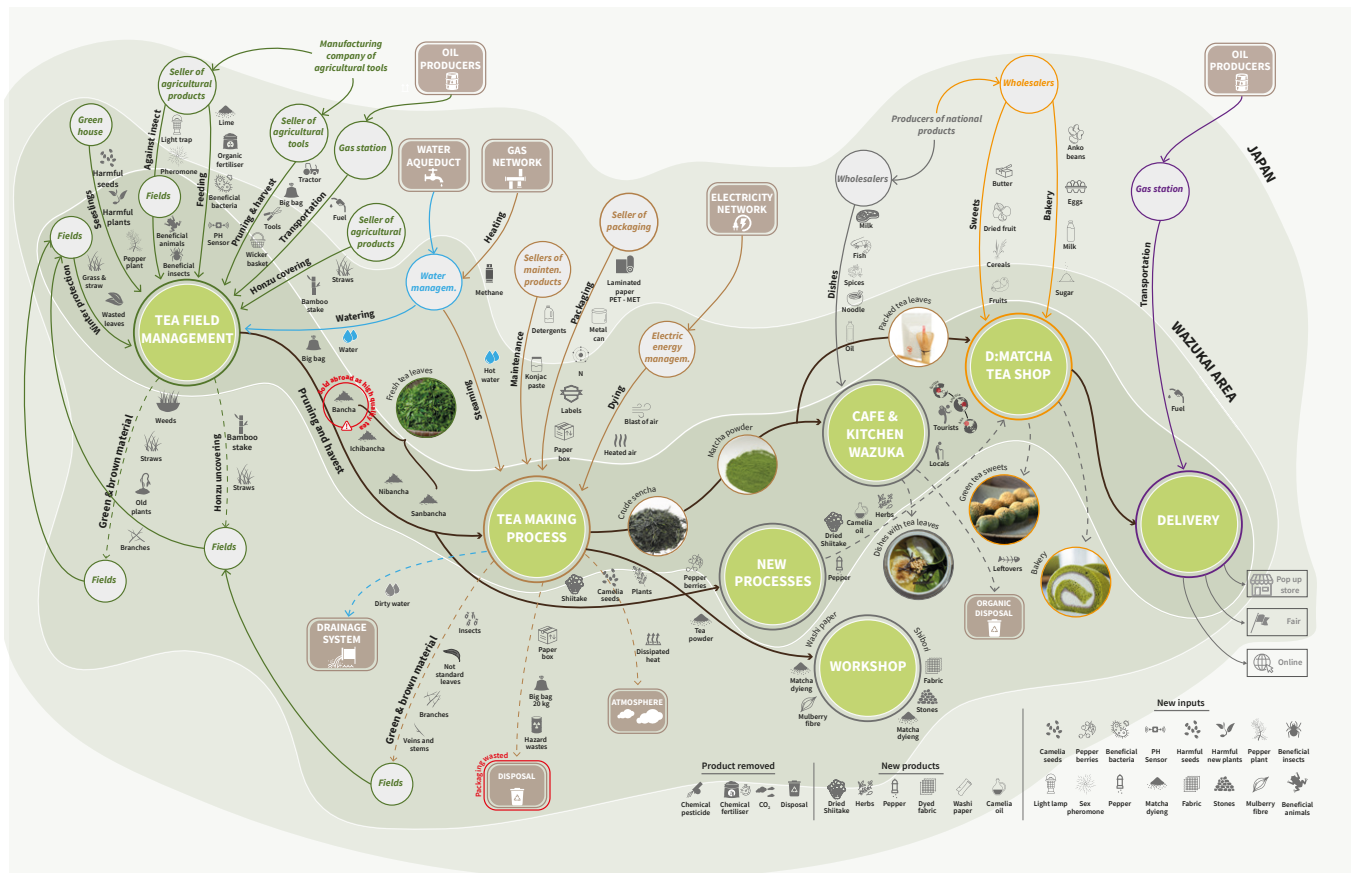 Manufacturing
company of
agricultural tools
OIL
PRODUCERS
Seller of
agricultural
products
Green
house
Against insect
Light trap
Pheromone
Lime
Organic
fertiliser
Feeding
Seller of
agricultural
tools
Gas station
Harmful
seeds
Harmful
plants
Seeslings
Fields
Beneficial
bacteria
PH
Sensor
Beneficial
animals
Beneficial
insects
Pepper
plant
Pruning & harvest
Tractor
Big bag
Tools
Wicker
basket
Transportation
Fuel
Seller of
agricultural
products
Honzu covering
Straws
Bamboo
stake
Fields
Grass &
straw
Wasted
leaves
Winter protection
TEA FIELD
MANAGEMENT
WATER
AQUEDUCT
GAS
NETWORK
Water
managem.
Watering
Water
Heating
Methane
Hot
water
Steaming
Sellers of
mainten.
products
Detergents
Konjac
paste
Maintenance
Seller of
packaging
Laminated
paper
PET - MET
Packaging
Metal
can
N
Labels
Paper
box
ELECTRICITY
NETWORK
Electric
energy
managem.
Dying
Blast of air
Heated air
Big bag
Sold abroad as high quality tea
Bancha
Fresh tea leaves
Ichibancha
Nibancha
Sanbancha
Pruning and havest
Weeds
Straws
Old
plants
Branches
Green & brown material
Honzu uncovering
Bamboo
stake
Straws
Fields
Fields
TEA MAKING
PROCESS
Crude sencha
Matcha powder
Packed tea leaves
Dirty water
DRAINAGE
SYSTEM
Insects
Not
standard
leaves
Branches
Veins and
stems
Green & brown material
Fields
Paper
box
Big bag
20 kg
Hazard
wastes
Packaging wasted
DISPOSAL
Shiitake
Camelia
seeds
Plants
Dissipated
heat
ATMOSPHERE
Pepper
berries
Tea
powder
Producers of national
products
Wholesalers
Wholesalers
Milk
Fish
Spices
Noodle
Oil
Dishes
Butter
Dried fruit
Cereals
Fruits
Sweets
Bakery
Anko
beans
Eggs
Milk
Sugar
D:MATCHA
TEA SHOP
CAFE &
KITCHEN
WAZUKA
Tourists
Locals
Green tea sweets
Bakery
Herbs
Camelia
oil
Dried
Shiitake
Pepper
Dishes with tea leaves
Leftovers
ORGANIC
DISPOSAL
NEW
PROCESSES
WORKSHOP
Washi paper
Matcha
dyieng
Mulberry
fibre
Shibori
Fabric
Stones
Matcha
dyieng
OIL
PRODUCERS
JAPAN
Gas station
Transportation
WAZUKAI AREA
Fuel
DELIVERY
Pop up
store
Fair
Online
Product removed
Chemical
pesticide
Chemical
fertiliser
CO₂
Disposal
New products
Dried
Shiitake
Herbs
Pepper
Dyed
fabric
Washi
paper
Camelia
oil
New inputs
Camelia
seeds
Pepper
berries
Beneficial
bacteria
PH
Sensor
Harmful
seeds
Harmful
new plants
Pepper
plant
Beneficial
insects
Light lamp
Sex
pheromone
Pepper
Matcha
dyieng
Fabric
Stones
Mulberry
fibre
Beneficial
animals